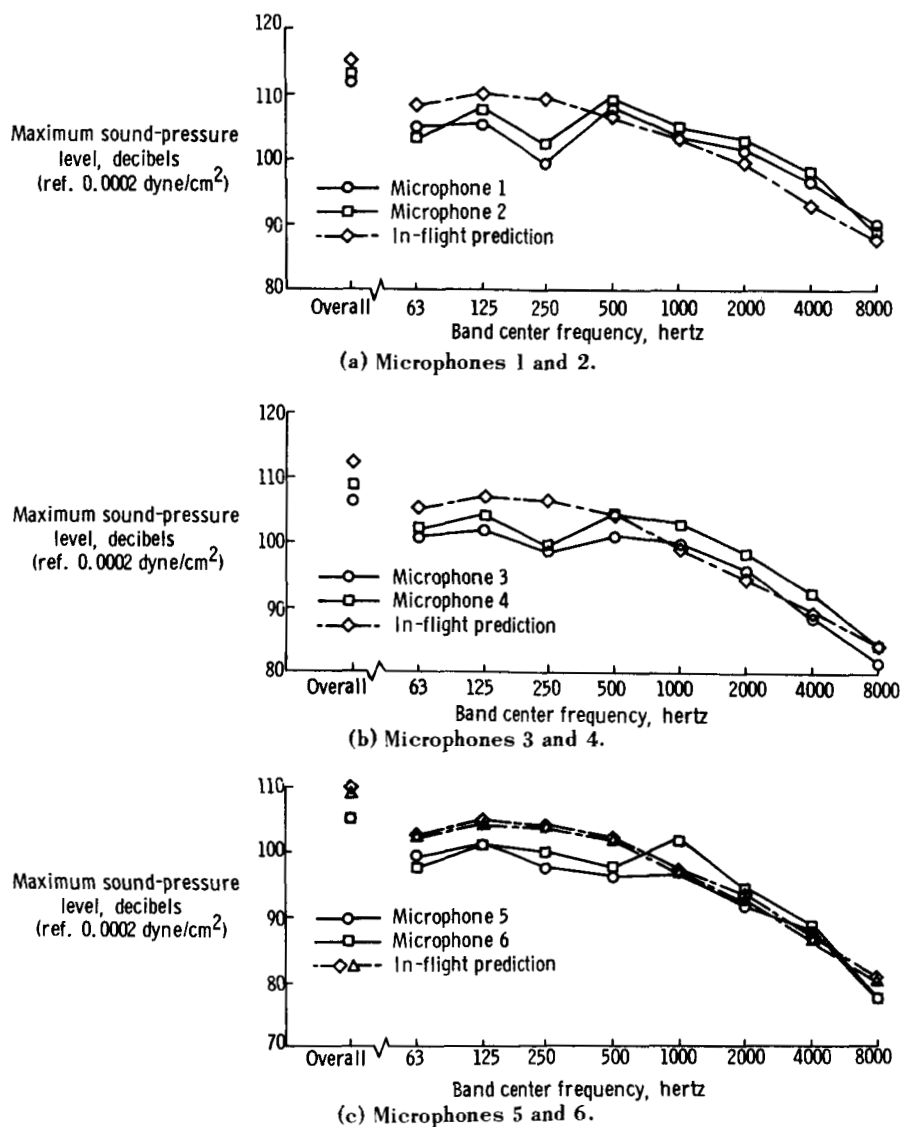 120
110
100
90
80
Maximum sound-pressure
level, decibels
(ref. 0.0002 dyne/cm²)
Microphone 1
Microphone 2
In-flight prediction
Overall 63 125 250 500 1000 2000 4000 8000
Band center frequency, hertz
(a) Microphones 1 and 2.
120
110
100
90
80
Maximum sound-pressure
level, decibels
(ref. 0.0002 dyne/cm²)
Microphone 3
Microphone 4
In-flight prediction
Overall 63 125 250 500 1000 2000 4000 8000
Band center frequency, hertz
(b) Microphones 3 and 4.
110
100
90
80
70
Maximum sound-pressure
level, decibels
(ref. 0.0002 dyne/cm²)
Microphone 5
Microphone 6
In-flight prediction
Overall 63 125 250 500 1000 2000 4000 8000
Band center frequency, hertz
(c) Microphones 5 and 6.